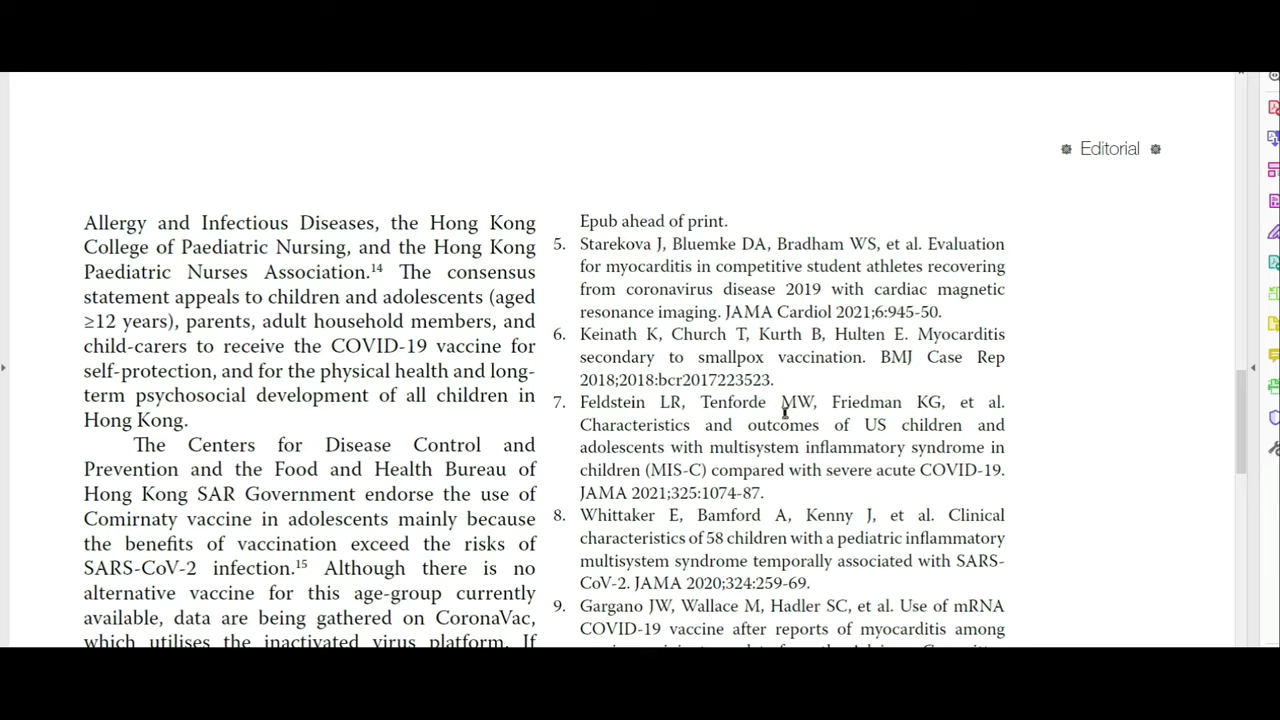 Editorial
Allergy and Infectious Diseases, the Hong Kong
College of Paediatric Nursing, and the Hong Kong
Paediatric Nurses Association.¹⁴ The consensus
statement appeals to children and adolescents (aged
≥12 years), parents, adult household members, and
child-carers to receive the COVID-19 vaccine for
self-protection, and for the physical health and long-
term psychosocial development of all children in
Hong Kong.
The Centers for Disease Control and
Prevention and the Food and Health Bureau of
Hong Kong SAR Government endorse the use of
Comirnaty vaccine in adolescents mainly because
the benefits of vaccination exceed the risks of
SARS-CoV-2 infection.¹⁵ Although there is no
alternative vaccine for this age-group currently
available, data are being gathered on CoronaVac,
which utilises the inactivated virus platform. If
Epub ahead of print.
5. Starekova J, Bluemke DA, Bradham WS, et al. Evaluation
for myocarditis in competitive student athletes recovering
from coronavirus disease 2019 with cardiac magnetic
resonance imaging. JAMA Cardiol 2021;6:945-50.
6. Keinath K, Church T, Kurth B, Hulten E. Myocarditis
secondary to smallpox vaccination. BMJ Case Rep
2018;2018:bcr2017223523.
7. Feldstein LR, Tenforde MW, Friedman KG, et al.
Characteristics and outcomes of US children and
adolescents with multisystem inflammatory syndrome in
children (MIS-C) compared with severe acute COVID-19.
JAMA 2021;325:1074-87.
8. Whittaker E, Bamford A, Kenny J, et al. Clinical
characteristics of 58 children with a pediatric inflammatory
multisystem syndrome temporally associated with SARS-
CoV-2. JAMA 2020;324:259-69.
9. Gargano JW, Wallace M, Hadler SC, et al. Use of mRNA
COVID-19 vaccine after reports of myocarditis among